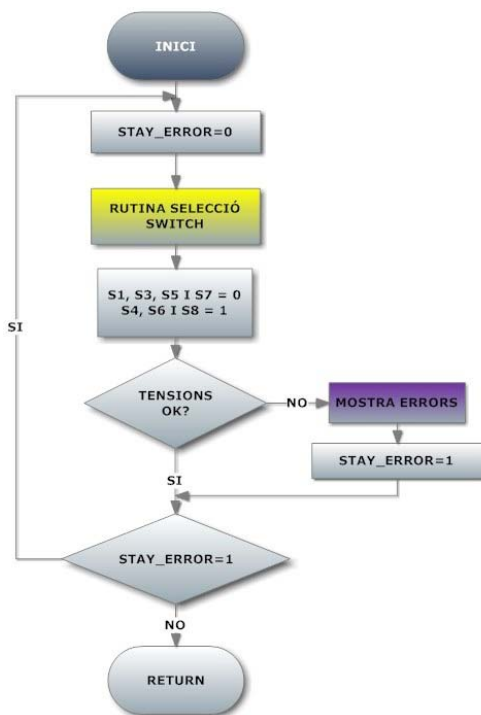 INICI
STAY_ERROR=0
RUTINA SELECCIÓ
SWITCH
S1, S3, S5 I S7 = 0
S4, S6 I S8 = 1
SI
TENSIONS
OK?
NO
MOSTRA ERRORS
STAY_ERROR=1
SI
STAY_ERROR=1
NO
RETURN